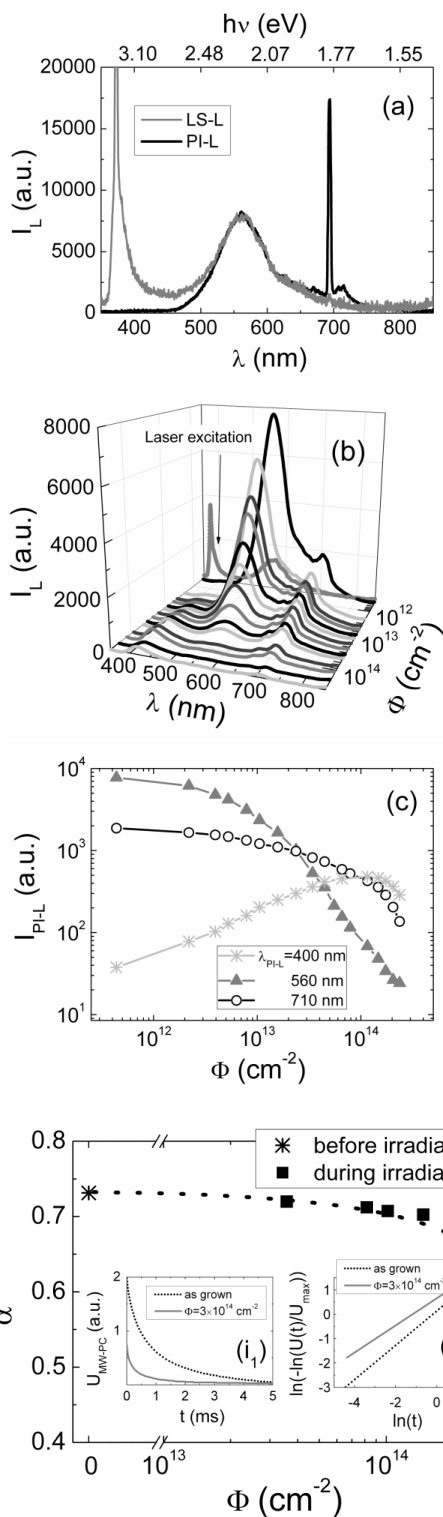 hν (eV)
3.10 2.48 2.07 1.77 1.55
20000
15000
10000
5000
0
I_L (a.u.)
LS-L
PI-L
(a)
500 600 700 800
λ (nm)
8000
6000
4000
2000
0
I_L (a.u.)
Laser excitation
(b)
400 500 600 700 800
λ (nm)
10^12
10^13
10^14
Φ (cm^-2)
10^4
10^3
10^2
10^1
I_PI-L (a.u.)
(c)
λ_PI-L=400 nm
560 nm
710 nm
10^12 10^13 10^14
Φ (cm^-2)
0.8
0.7
0.6
0.5
0.4
before irradia
during irradia
2
1
U_MW-PC (a.u.)
as grown
Φ=3×10^14 cm^-2
(i_1)
0 1 2 3 4 5
t (ms)
ln(-ln(U(t)/U_max))
1
0
-1
-2
-3
as grown
Φ=3×10^14 cm
-4 -2 0
ln(t)
0 10^13 10^14
Φ (cm^-2)